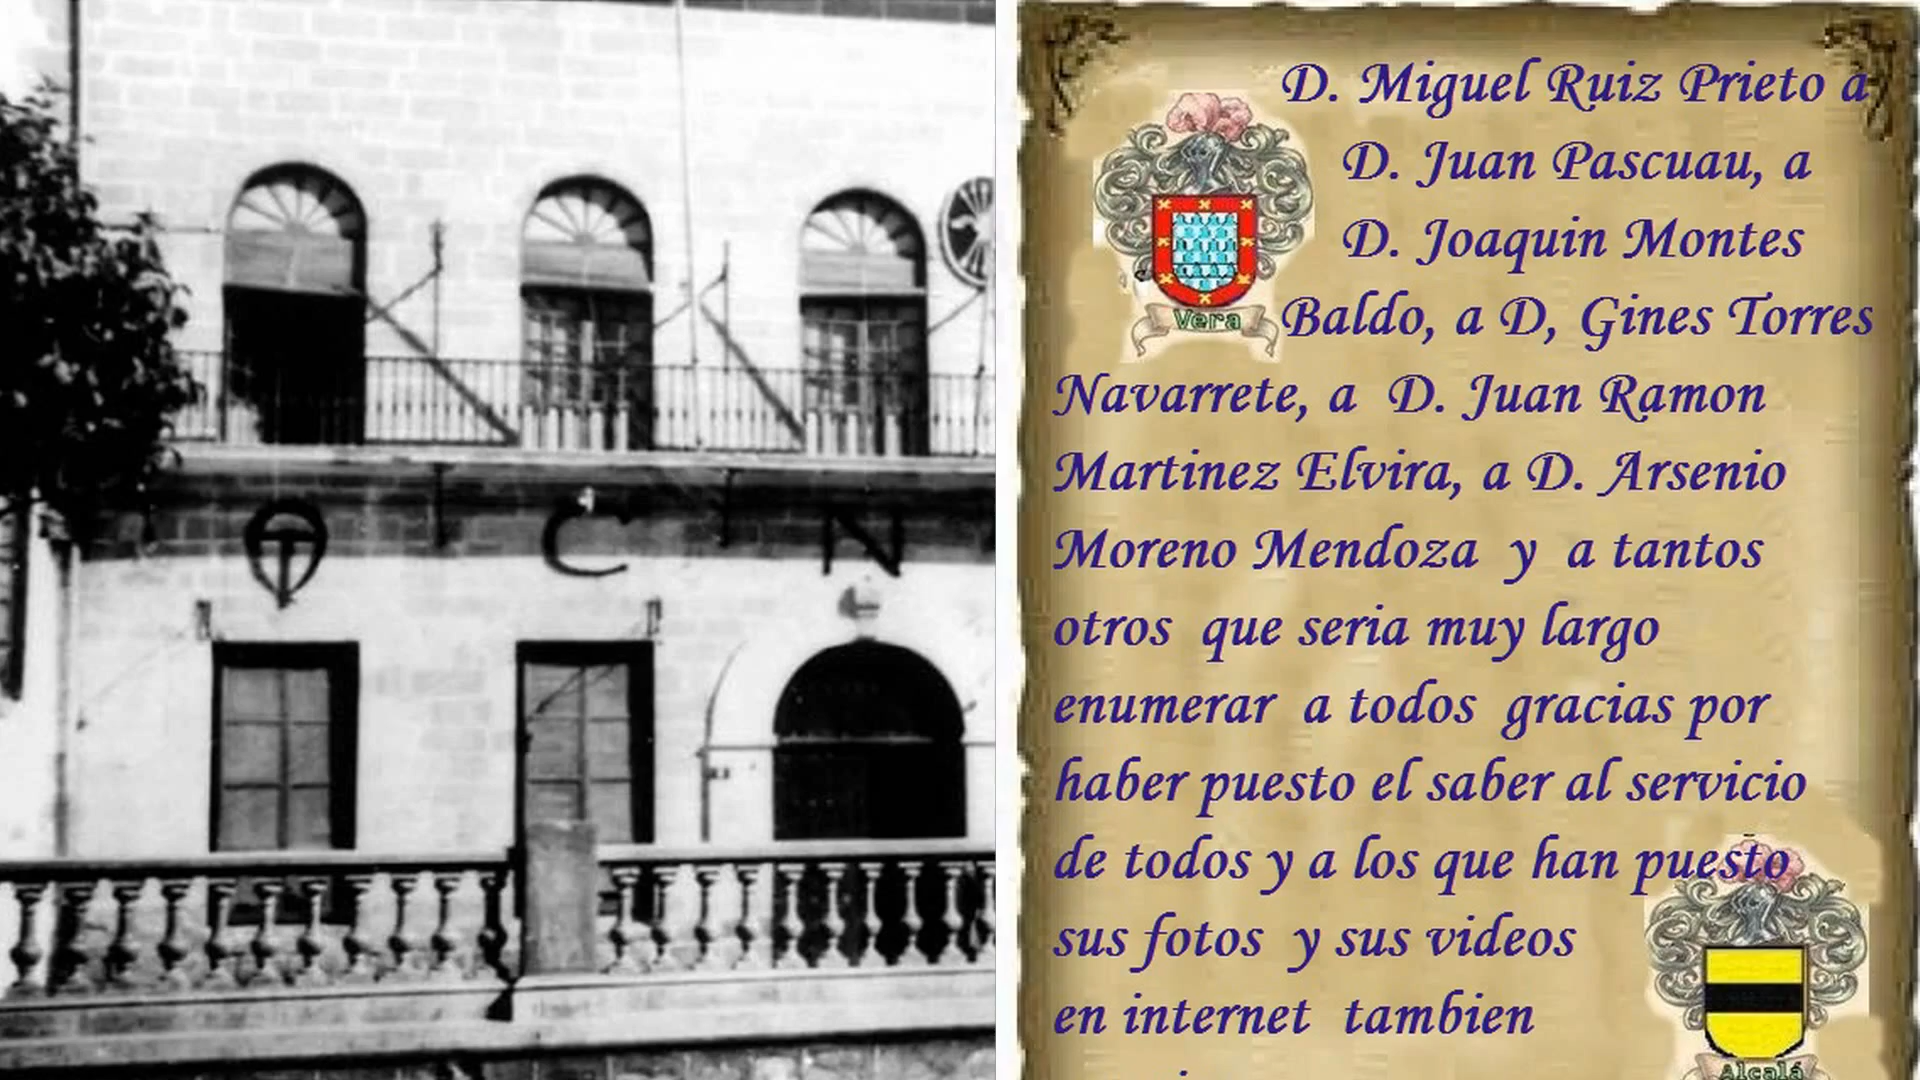 O C N
D. Miguel Ruiz Prieto a
D. Juan Pascuau, a
D. Joaquin Montes
Baldo, a D, Gines Torres
Navarrete, a D. Juan Ramon
Martinez Elvira, a D. Arsenio
Moreno Mendoza y a tantos
otros que seria muy largo
enumerar a todos gracias por
haber puesto el saber al servicio
de todos y a los que han puesto
sus fotos y sus videos
en internet tambien
Vera
Alcalá